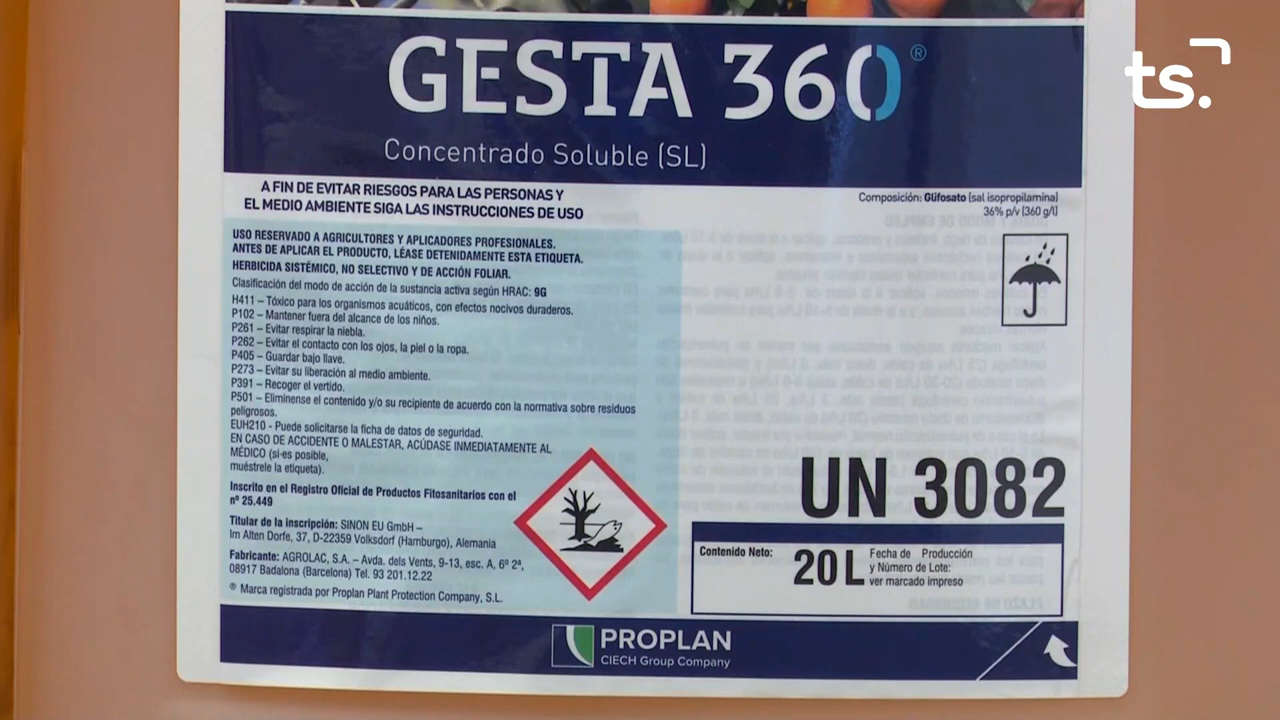 ts.
GESTA 360®
Concentrado Soluble (SL)
A FIN DE EVITAR RIESGOS PARA LAS PERSONAS Y
EL MEDIO AMBIENTE SIGA LAS INSTRUCCIONES DE USO
Composición: Glifosato (sal isopropilamina)
36% p/v (360 g/l)
USO RESERVADO A AGRICULTORES Y APLICADORES PROFESIONALES.
ANTES DE APLICAR EL PRODUCTO, LÉASE DETENIDAMENTE ESTA ETIQUETA.
HERBICIDA SISTÉMICO, NO SELECTIVO Y DE ACCIÓN FOLIAR.
Clasificación del modo de acción de la sustancia activa según HRAC: 9G
H411 – Tóxico para los organismos acuáticos, con efectos nocivos duraderos.
P102 – Mantener fuera del alcance de los niños.
P261 – Evitar respirar la niebla.
P262 – Evitar el contacto con los ojos, la piel o la ropa.
P405 – Guardar bajo llave.
P273 – Evitar su liberación al medio ambiente.
P391 – Recoger el vertido.
P501 – Elimínese el contenido y/o su recipiente de acuerdo con la normativa sobre residuos
peligrosos.
EUH210 - Puede solicitarse la ficha de datos de seguridad.
EN CASO DE ACCIDENTE O MALESTAR, ACÚDASE INMEDIATAMENTE AL
MÉDICO (si es posible,
muéstrele la etiqueta).
Inscrito en el Registro Oficial de Productos Fitosanitarios con el
nº 25.449
Titular de la inscripción: SINON EU GmbH –
Im Alten Dorfe, 37, D-22359 Volksdorf (Hamburgo), Alemania
Fabricante: AGROLAC, S.A. – Avda. dels Vents, 9-13, esc. A, 6º 2ª,
08917 Badalona (Barcelona) Tel. 93 201.12.22
® Marca registrada por Proplan Plant Protection Company, S.L.
UN 3082
Contenido Neto: 20 L
Fecha de Producción
y Número de Lote:
ver marcado impreso
PROPLAN
CIECH Group Company